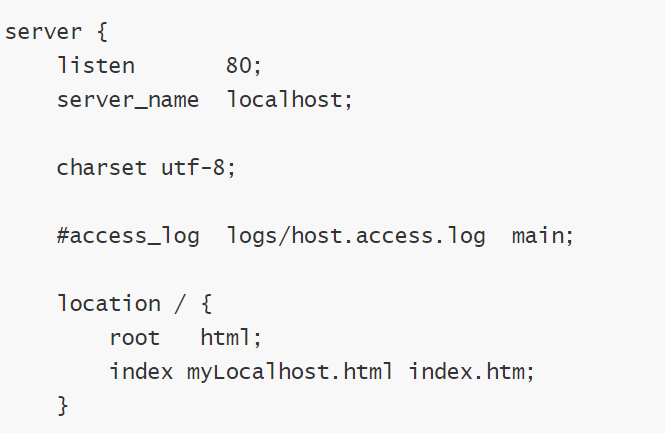 server {
    listen       80;
    server_name  localhost;

    charset utf-8;

    #access_log  logs/host.access.log  main;

    location / {
        root   html;
        index myLocalhost.html index.htm;
    }